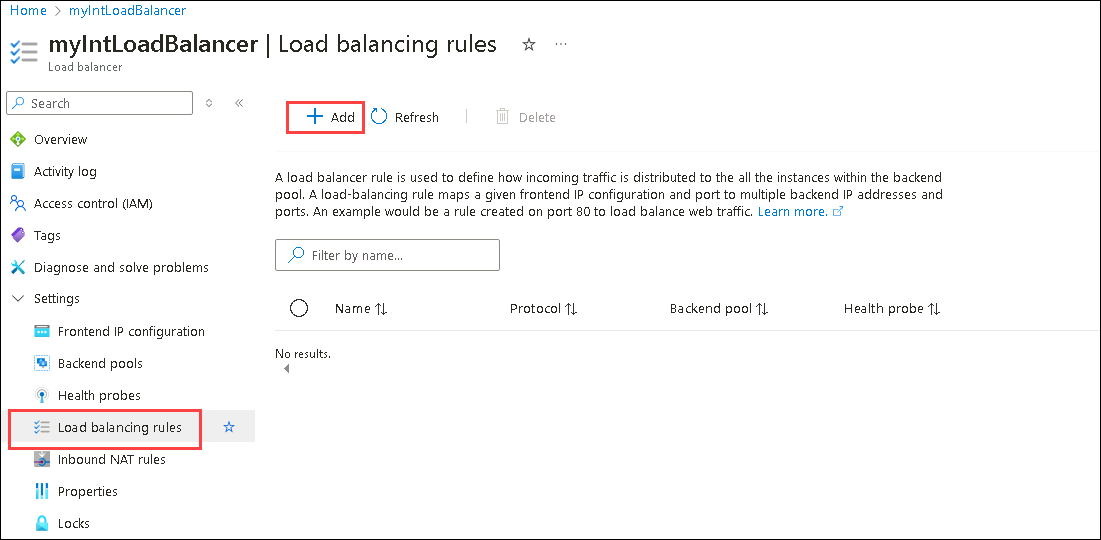 Home > myIntLoadBalancer
myIntLoadBalancer | Load balancing rules
Load balancer
Search
Add
Refresh
Delete
Overview
Activity log
Access control (IAM)
Tags
Diagnose and solve problems
Settings
Frontend IP configuration
Backend pools
Health probes
Load balancing rules
Inbound NAT rules
Properties
Locks
A load balancer rule is used to define how incoming traffic is distributed to the all the instances within the backend
pool. A load-balancing rule maps a given frontend IP configuration and port to multiple backend IP addresses and
ports. An example would be a rule created on port 80 to load balance web traffic. Learn more.
Filter by name...
Name Protocol Backend pool Health probe
No results.